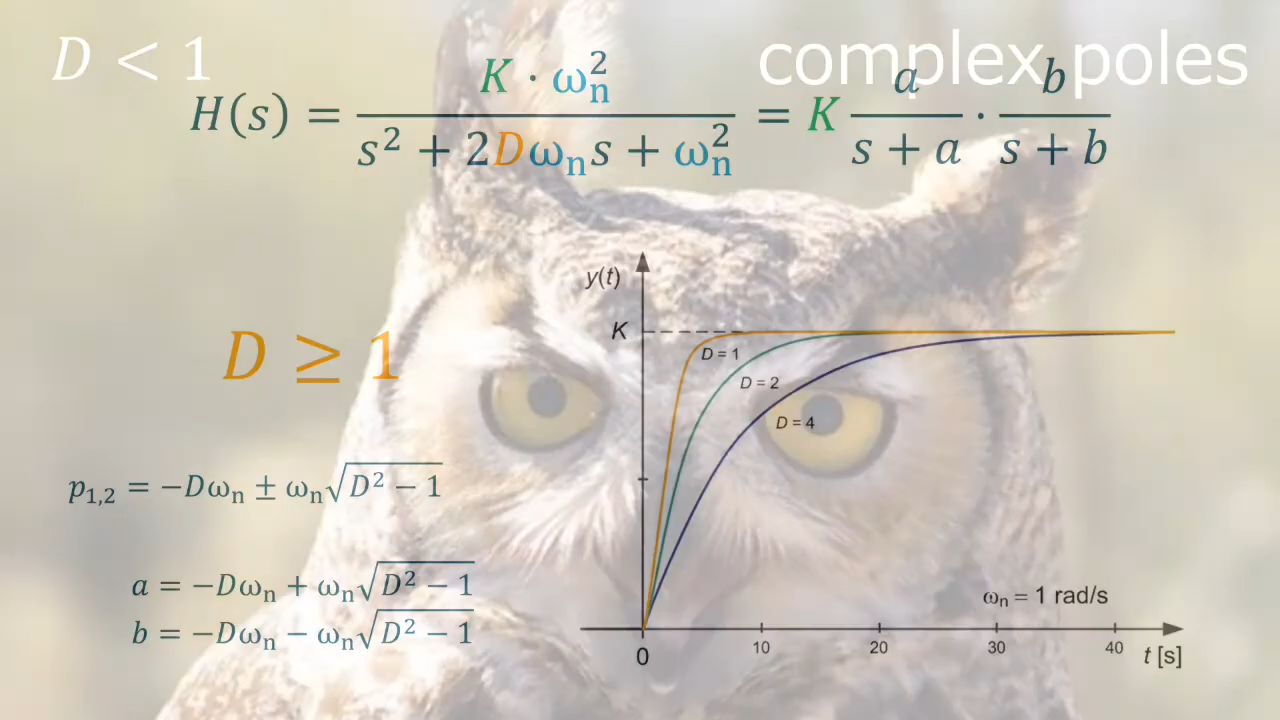 D < 1
complex poles
H(s) = K · ωₙ² / (s² + 2Dωₙs + ωₙ²) = K a/(s + a) · b/(s + b)
D ≥ 1
p₁,₂ = −Dωₙ ± ωₙ√(D² − 1)
a = −Dωₙ + ωₙ√(D² − 1)
b = −Dωₙ − ωₙ√(D² − 1)
y(t)
K
D = 1
D = 2
D = 4
ωₙ = 1 rad/s
0
10
20
30
40
t [s]